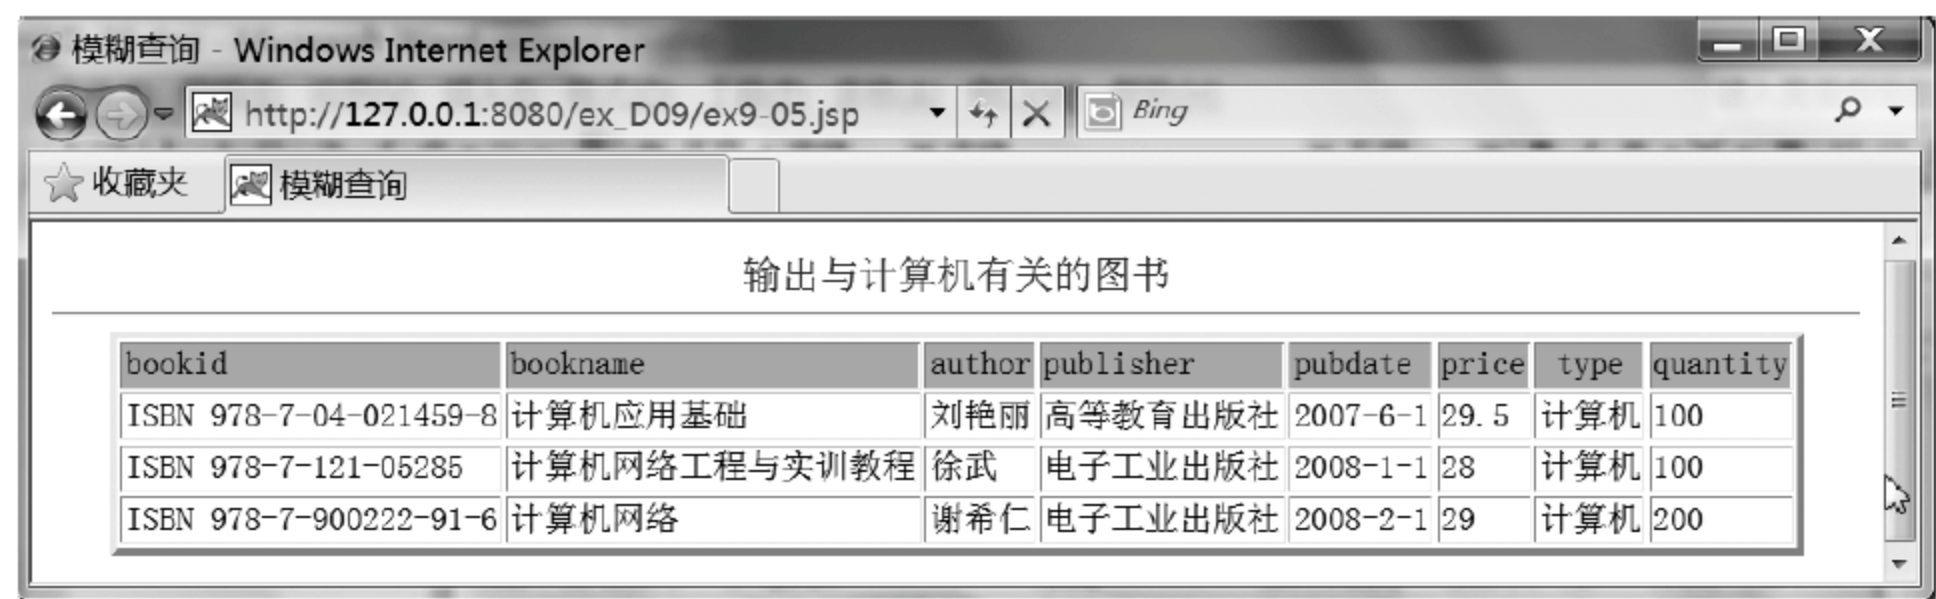 模糊查询 - Windows Internet Explorer
http://127.0.0.1:8080/ex_D09/ex9-05.jsp Bing
收藏夹 模糊查询
输出与计算机有关的图书
bookid bookname author publisher pubdate price type quantity
ISBN 978-7-04-021459-8 计算机应用基础 刘艳丽 高等教育出版社 2007-6-1 29.5 计算机 100
ISBN 978-7-121-05285 计算机网络工程与实训教程 徐武 电子工业出版社 2008-1-1 28 计算机 100
ISBN 978-7-900222-91-6 计算机网络 谢希仁 电子工业出版社 2008-2-1 29 计算机 200